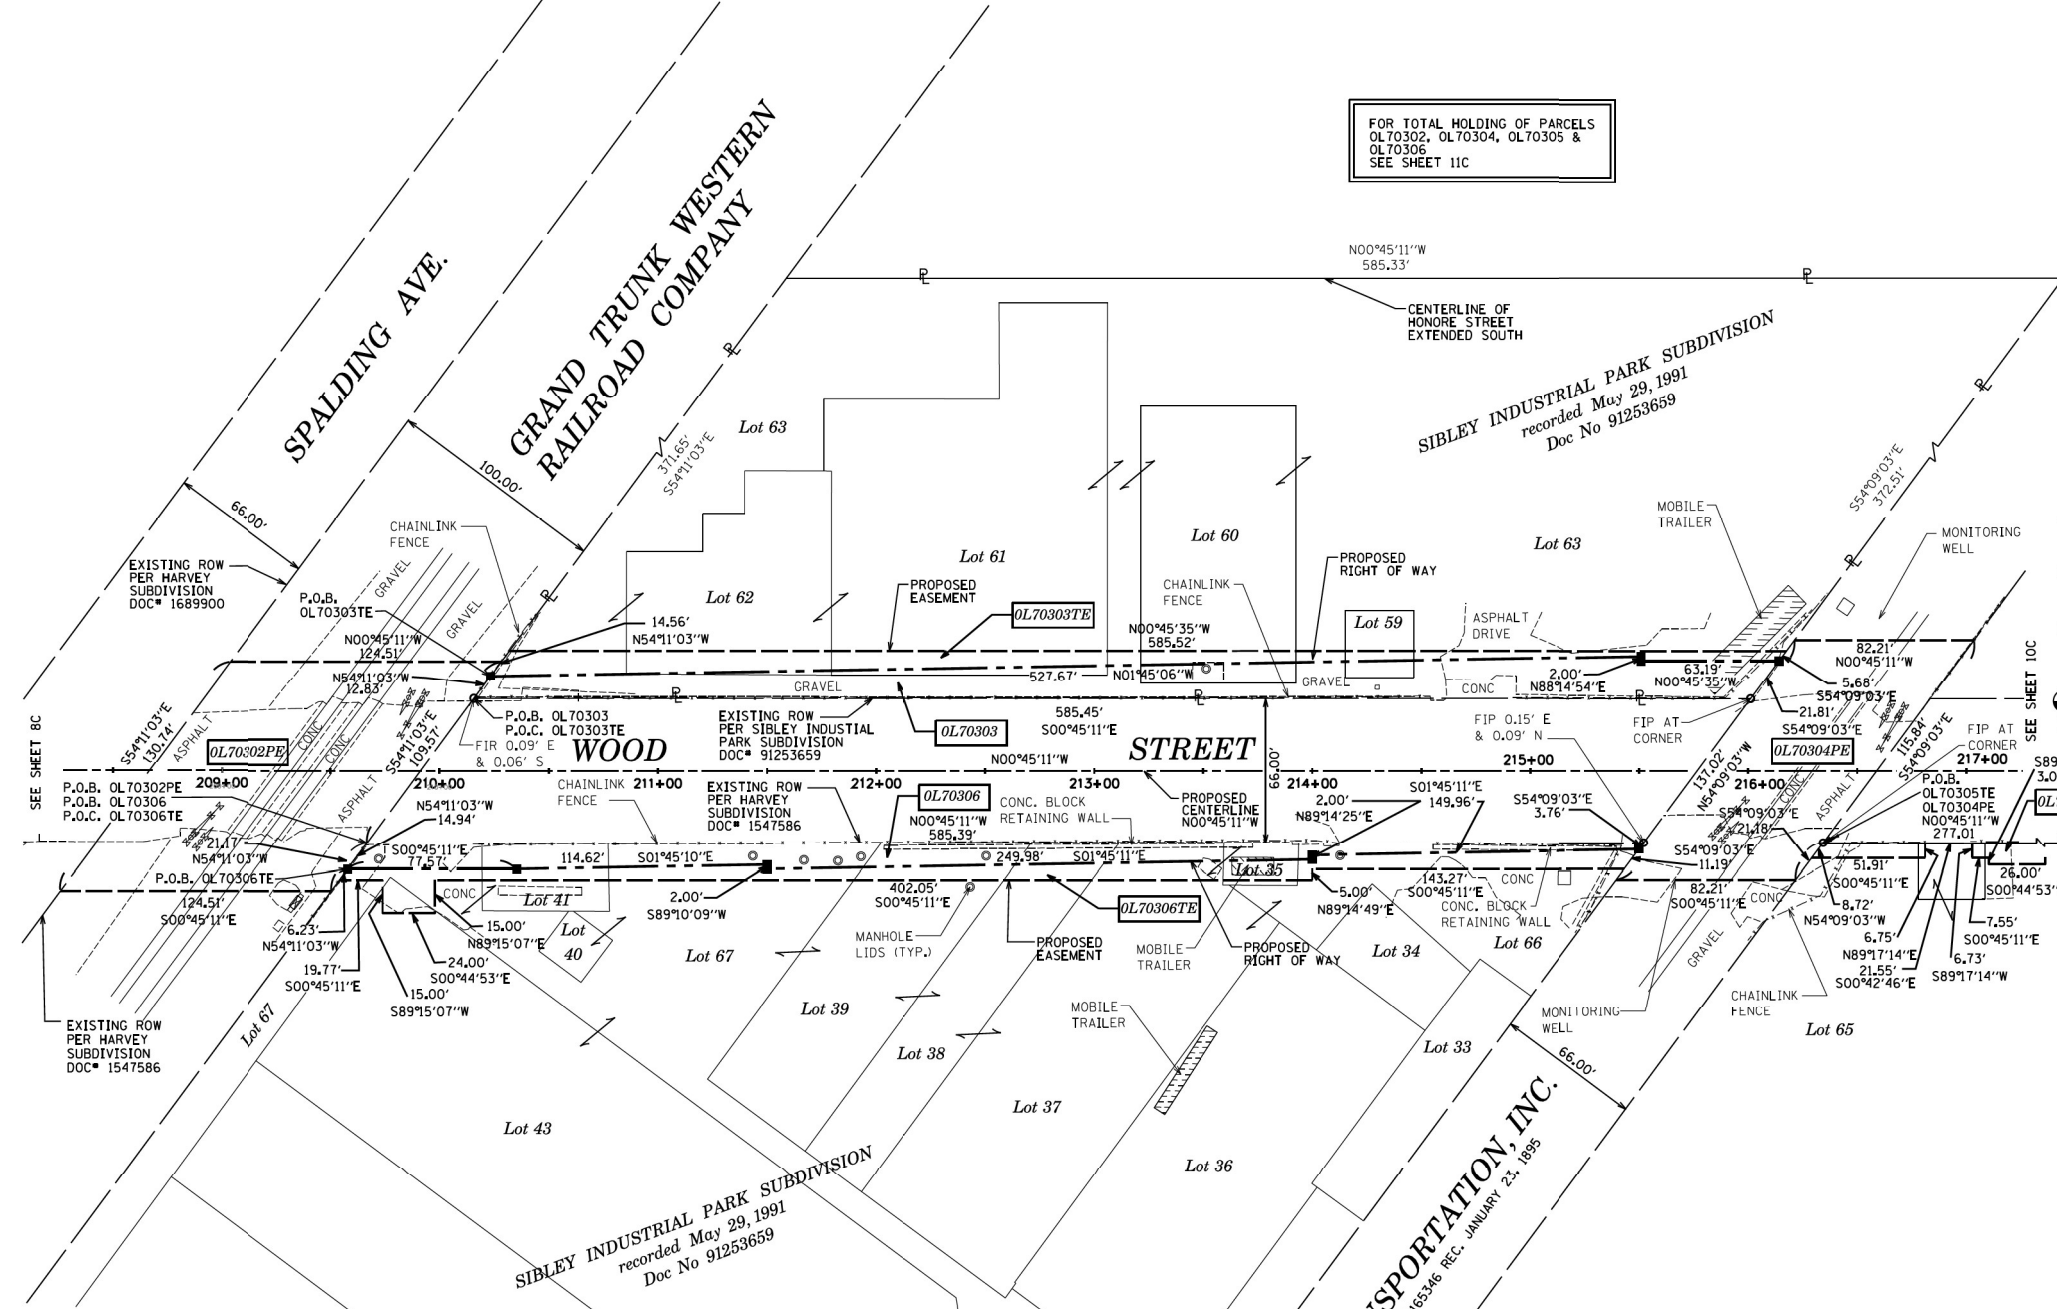 FOR TOTAL HOLDING OF PARCELS
OL70302, OL70304, OL70305 &
OL70306
SEE SHEET 11C
N00°45'11''W
585.33'
CENTERLINE OF
HONORE STREET
EXTENDED SOUTH
SIBLEY INDUSTRIAL PARK SUBDIVISION
recorded May 29, 1991
Doc No 91253659
SPALDING AVE.
GRAND TRUNK WESTERN
RAILROAD COMPANY
66.00'
100.00'
371.65'
S54°11'03''E
Lot 63
Lot 61
Lot 60
Lot 63
Lot 62
Lot 59
S54°09'03''E
372.51'
MOBILE
TRAILER
MONITORING
WELL
CHAINLINK
FENCE
EXISTING ROW
PER HARVEY
SUBDIVISION
DOC# 1689900
GRAVEL
GRAVEL
P.O.B.
OL70303TE
14.56'
N54°11'03''W
N00°45'11''W
124.51'
N54°11'03''W
12.83'
PROPOSED
EASEMENT
0L70303TE
CHAINLINK
FENCE
PROPOSED
RIGHT OF WAY
N00°45'35''W
585.52'
ASPHALT
DRIVE
527.67'
N01°45'06''W
GRAVEL
GRAVEL
CONC
2.00'
N88°14'54''E
63.19'
N00°45'35''W
82.21'
N00°45'11''W
5.68'
S54°09'03''E
21.81'
S54°09'03''E
SEE SHEET 8C
S54°11'03''E
130.74'
ASPHALT
0L70302PE
CONC
CONC
S54°11'03''E
109.57'
P.O.B. OL70303
P.O.C. OL70303TE
FIR 0.09' E
& 0.06' S
WOOD
STREET
EXISTING ROW
PER SIBLEY INDUSTIAL
PARK SUBDIVISION
DOC# 91253659
0L70303
585.45'
S00°45'11''E
N00°45'11''W
66.00'
FIP 0.15' E
& 0.09' N
FIP AT
CORNER
137.02'
N54°09'03''W
0L70304PE
115.84'
S54°09'03''E
FIP AT
CORNER
SEE SHEET 10C
209+00
210+00
211+00
212+00
213+00
214+00
215+00
216+00
217+00
P.O.B. OL70302PE
P.O.B. OL70306
P.O.C. OL70306TE
ASPHALT
N54°11'03''W
14.94'
CHAINLINK
FENCE
EXISTING ROW
PER HARVEY
SUBDIVISION
DOC# 1547586
0L70306
N00°45'11''W
585.39'
CONC. BLOCK
RETAINING WALL
PROPOSED
CENTERLINE
N00°45'11''W
2.00'
N89°14'25''E
S01°45'11''E
149.96'
S54°09'03''E
3.76'
CONC
ASPHALT
P.O.B.
OL70305TE
OL70304PE
N00°45'11''W
277.01
S89
3.0
0L
21.17'
N54°11'03''W
S00°45'11''E
77.57'
114.62'
S01°45'10''E
249.98'
S01°45'11''E
S54°09'03''E
21.18'
S54°09'03''E
11.19'
P.O.B. OL70306TE
124.51'
S00°45'11''E
CONC
Lot 41
2.00'
S89°10'09''W
402.05'
S00°45'11''E
Lot 35
5.00'
N89°14'49''E
143.27'
S00°45'11''E
CONC
CONC. BLOCK
RETAINING WALL
82.21'
S00°45'11''E
CONC
51.91'
S00°45'11''E
26.00'
S00°44'53''
8.72'
N54°09'03''W
7.55'
S00°45'11''E
6.75'
N89°17'14''E
21.55'
S00°42'46''E
6.73'
S89°17'14''W
6.23'
N54°11'03''W
19.77'
S00°45'11''E
15.00'
N89°15'07''E
24.00'
S00°44'53''E
15.00'
S89°15'07''W
Lot
40
Lot 67
MANHOLE
LIDS (TYP.)
PROPOSED
EASEMENT
0L70306TE
MOBILE
TRAILER
PROPOSED
RIGHT OF WAY
Lot 34
Lot 66
GRAVEL
MONITORING
WELL
CHAINLINK
FENCE
Lot 65
EXISTING ROW
PER HARVEY
SUBDIVISION
DOC# 1547586
Lot 67
Lot 39
Lot 38
MOBILE
TRAILER
Lot 33
66.00'
Lot 43
Lot 37
Lot 36
SIBLEY INDUSTRIAL PARK SUBDIVISION
recorded May 29, 1991
Doc No 91253659
NSPORTATION, INC.
465346 REC. JANUARY 23, 1895